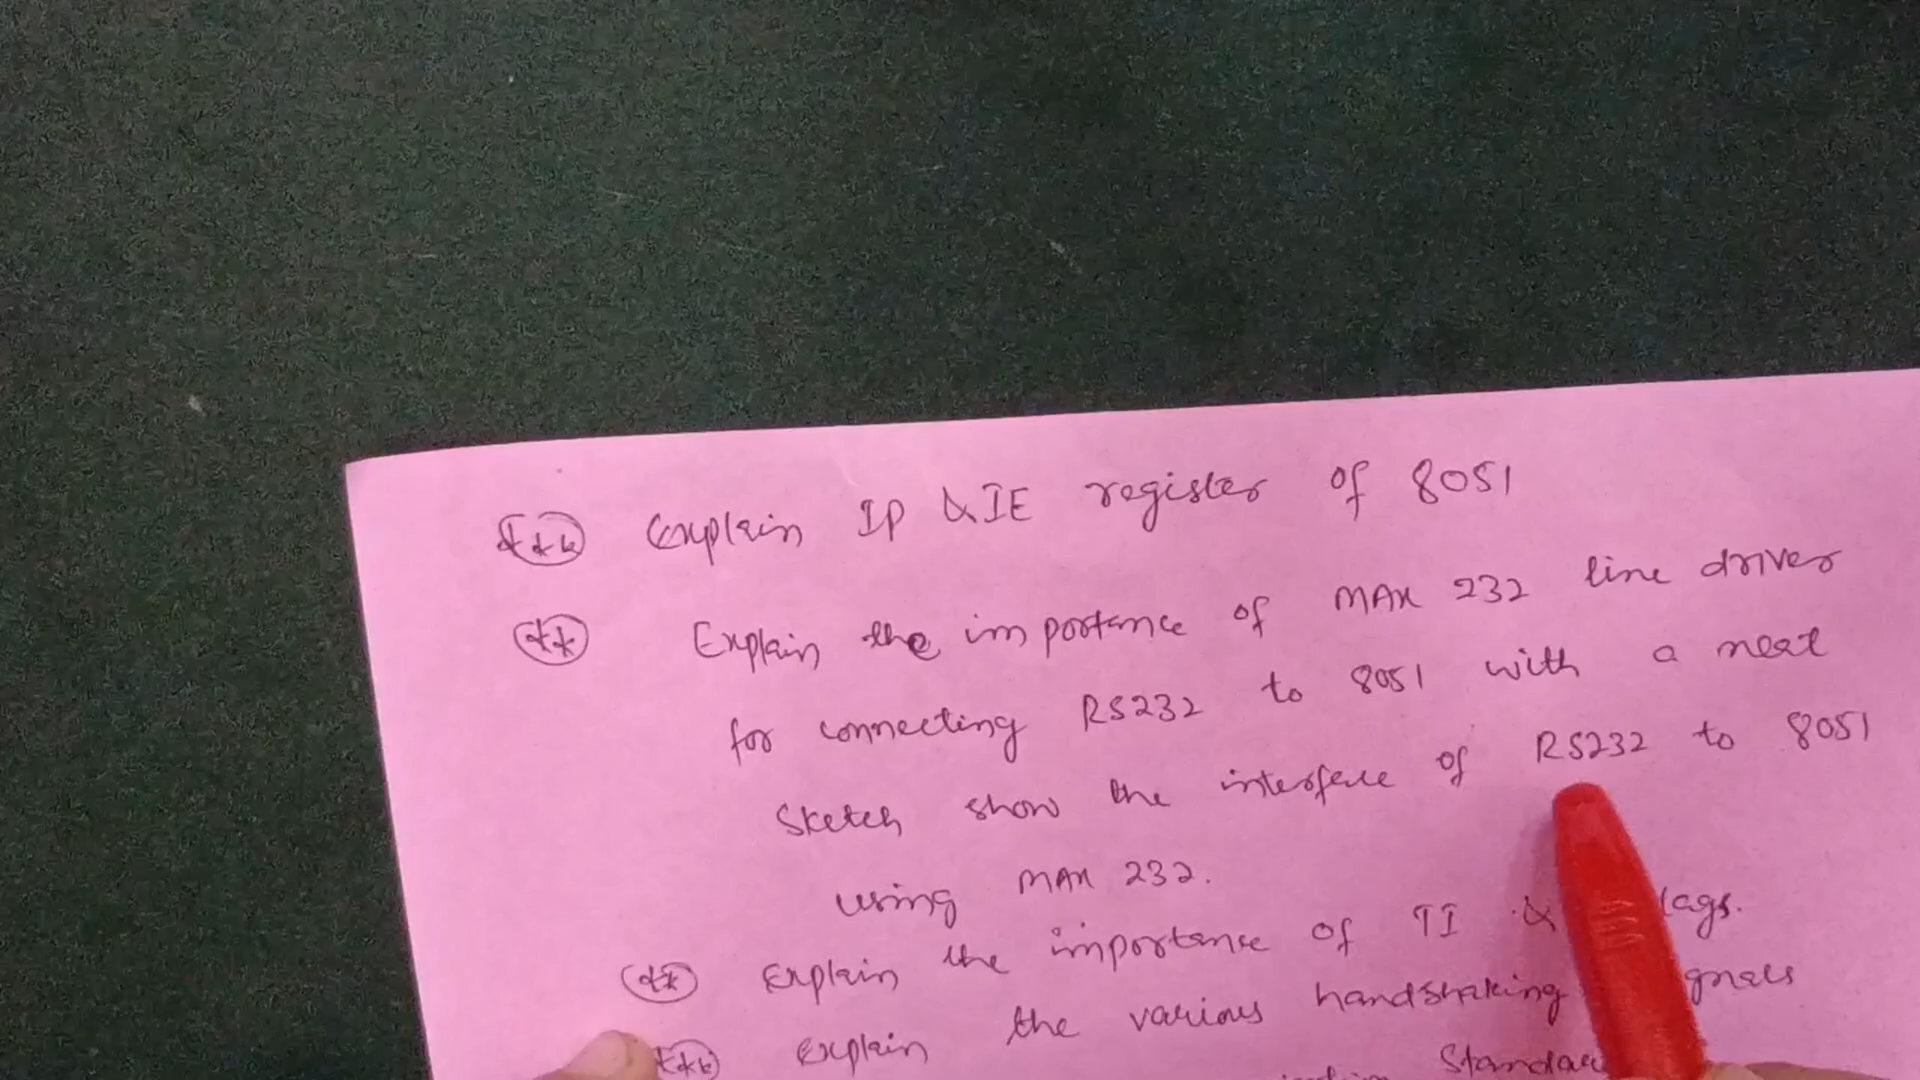 *** Explain IP & IE register of 8051
** Explain the importance of MAX 232 line driver
for connecting RS232 to 8051 with a neat
sketch show the interface of RS232 to 8051
using MAX 232.
** Explain the importance of TI & lags.
*** Explain the various handshaking gnals
Standar